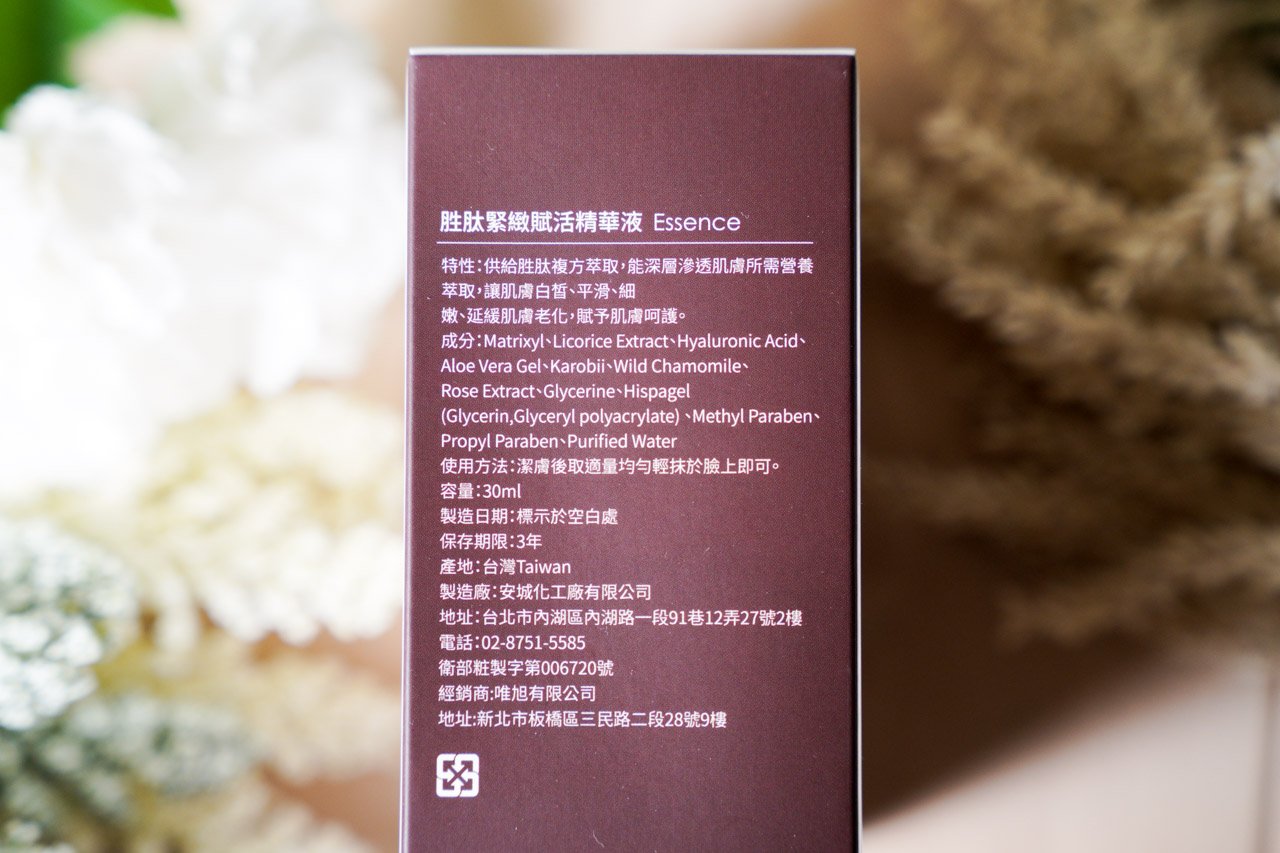 胜肽緊緻賦活精華液 Essence
特性：供給胜肽複方萃取，能深層滲透肌膚所需營養
萃取，讓肌膚白皙、平滑、細
嫩、延緩肌膚老化，賦予肌膚呵護。
成分：Matrixyl、Licorice Extract、Hyaluronic Acid、
Aloe Vera Gel、Karobii、Wild Chamomile、
Rose Extract、Glycerine、Hispagel
(Glycerin,Glyceryl polyacrylate) 、Methyl Paraben、
Propyl Paraben、Purified Water
使用方法：潔膚後取適量均勻輕抹於臉上即可。
容量：30ml
製造日期：標示於空白處
保存期限：3年
產地：台灣Taiwan
製造廠：安城化工廠有限公司
地址：台北市內湖區內湖路一段91巷12弄27號2樓
電話：02-8751-5585
衛部粧製字第006720號
經銷商:唯旭有限公司
地址:新北市板橋區三民路二段28號9樓